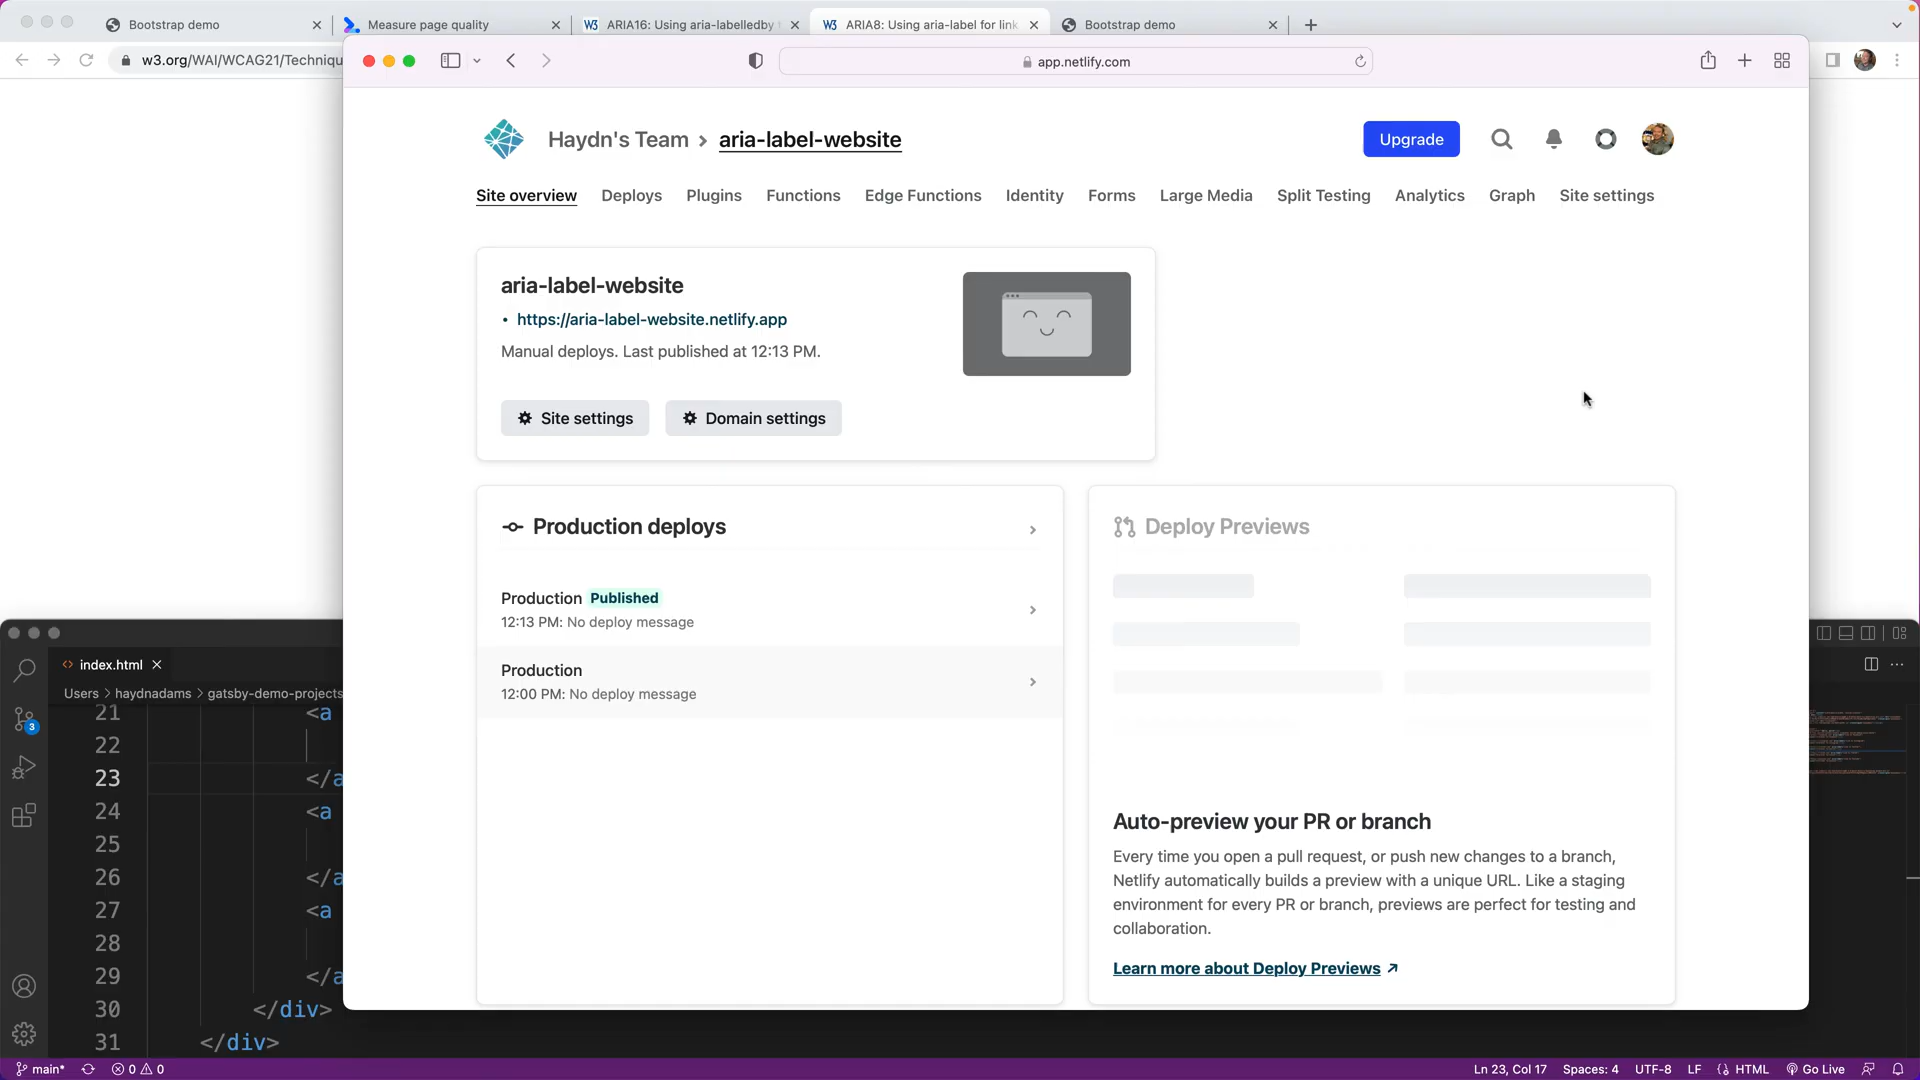 Bootstrap demo
Measure page quality
W3 ARIA16: Using aria-labelledby t
W3 ARIA8: Using aria-label for link
Bootstrap demo
w3.org/WAI/WCAG21/Techniqu
app.netlify.com
Haydn's Team › aria-label-website
Upgrade
Site overview Deploys Plugins Functions Edge Functions Identity Forms Large Media Split Testing Analytics Graph Site settings
aria-label-website
• https://aria-label-website.netlify.app
Manual deploys. Last published at 12:13 PM.
Site settings
Domain settings
Production deploys
Production Published
12:13 PM: No deploy message
Production
12:00 PM: No deploy message
Deploy Previews
Auto-preview your PR or branch
Every time you open a pull request, or push new changes to a branch,
Netlify automatically builds a preview with a unique URL. Like a staging
environment for every PR or branch, previews are perfect for testing and
collaboration.
Learn more about Deploy Previews ↗
<> index.html
Users > haydnadams > gatsby-demo-projects
21 <a
22
23 </a
24 <a
25
26 </a
27 <a
28
29 </a
30 </div>
31 </div>
3
main* 0 0
Ln 23, Col 17 Spaces: 4 UTF-8 LF {} HTML Go Live